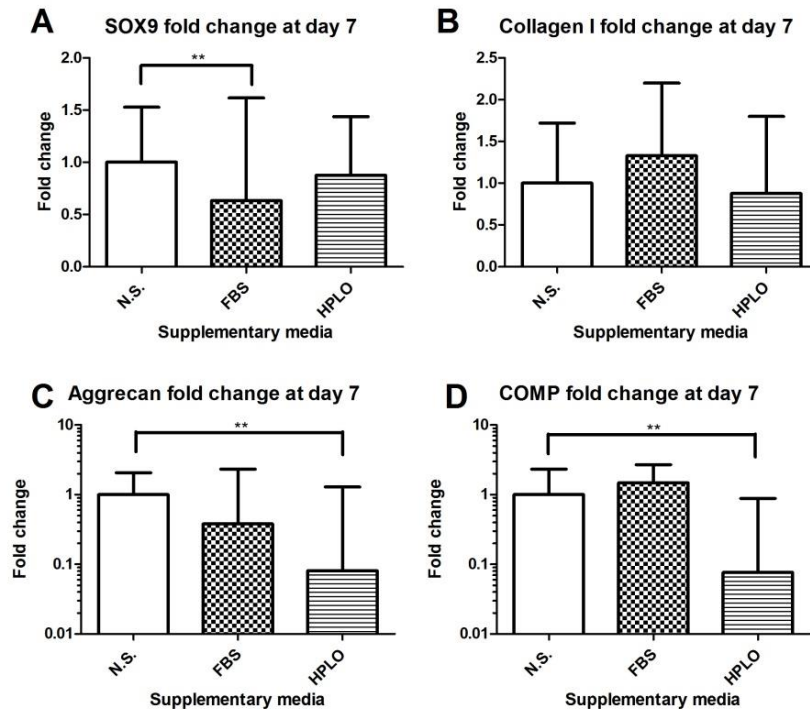 A
SOX9 fold change at day 7
2.0
1.5
1.0
0.5
0.0
Fold change
**
N.S.
FBS
HPLO
Supplementary media
B
Collagen I fold change at day 7
2.5
2.0
1.5
1.0
0.5
0.0
Fold change
N.S.
FBS
HPLO
Supplementary media
C
Aggrecan fold change at day 7
10
1
0.1
0.01
Fold change
**
N.S.
FBS
HPLO
Supplementary media
D
COMP fold change at day 7
10
1
0.1
0.01
Fold change
**
N.S.
FBS
HPLO
Supplementary media